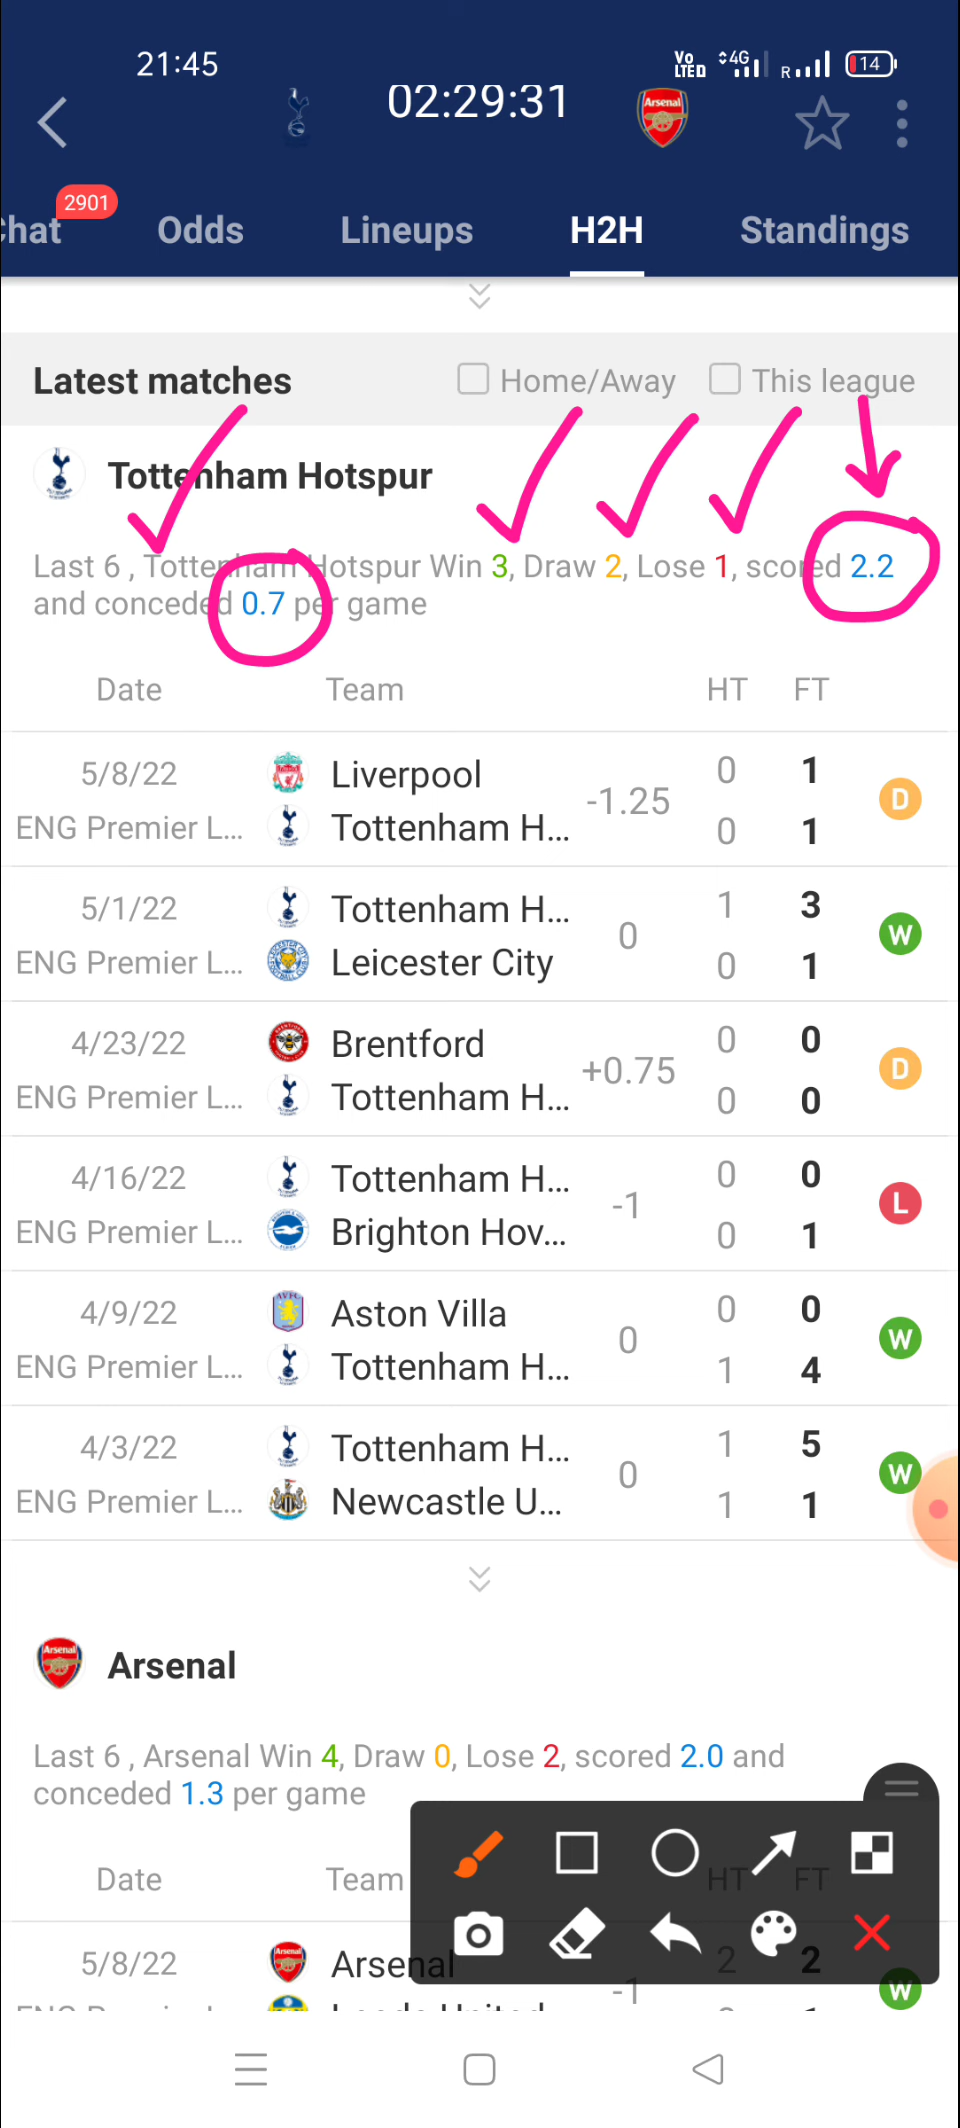 21:45
Vo LTED 4G R 14
02:29:31
Chat 2901 Odds Lineups H2H Standings
Latest matches Home/Away This league
Tottenham Hotspur
Last 6 , Tottenham Hotspur Win 3, Draw 2, Lose 1, scored 2.2
and conceded 0.7 per game
Date Team HT FT
5/8/22 Liverpool 0 1
ENG Premier L... Tottenham H... -1.25 0 1 D
5/1/22 Tottenham H... 1 3
ENG Premier L... Leicester City 0 0 1 W
4/23/22 Brentford 0 0
ENG Premier L... Tottenham H... +0.75 0 0 D
4/16/22 Tottenham H... 0 0
ENG Premier L... Brighton Hov... -1 0 1 L
4/9/22 Aston Villa 0 0
ENG Premier L... Tottenham H... 0 1 4 W
4/3/22 Tottenham H... 1 5
ENG Premier L... Newcastle U... 0 1 1 W
Arsenal
Last 6 , Arsenal Win 4, Draw 0, Lose 2, scored 2.0 and
conceded 1.3 per game
Date Team HT FT
5/8/22 Arsenal 2 2
-1 W